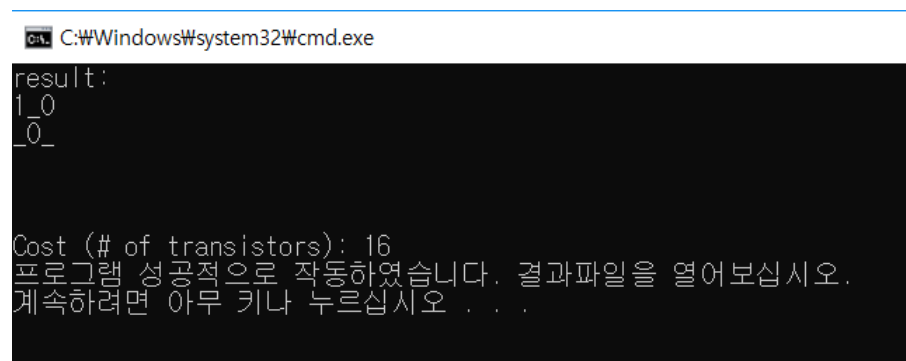 C:₩Windows₩system32₩cmd.exe
result:
1_0
_0_
Cost (# of transistors): 16
프로그램 성공적으로 작동하였습니다. 결과파일을 열어보십시오.
계속하려면 아무 키나 누르십시오 . . .